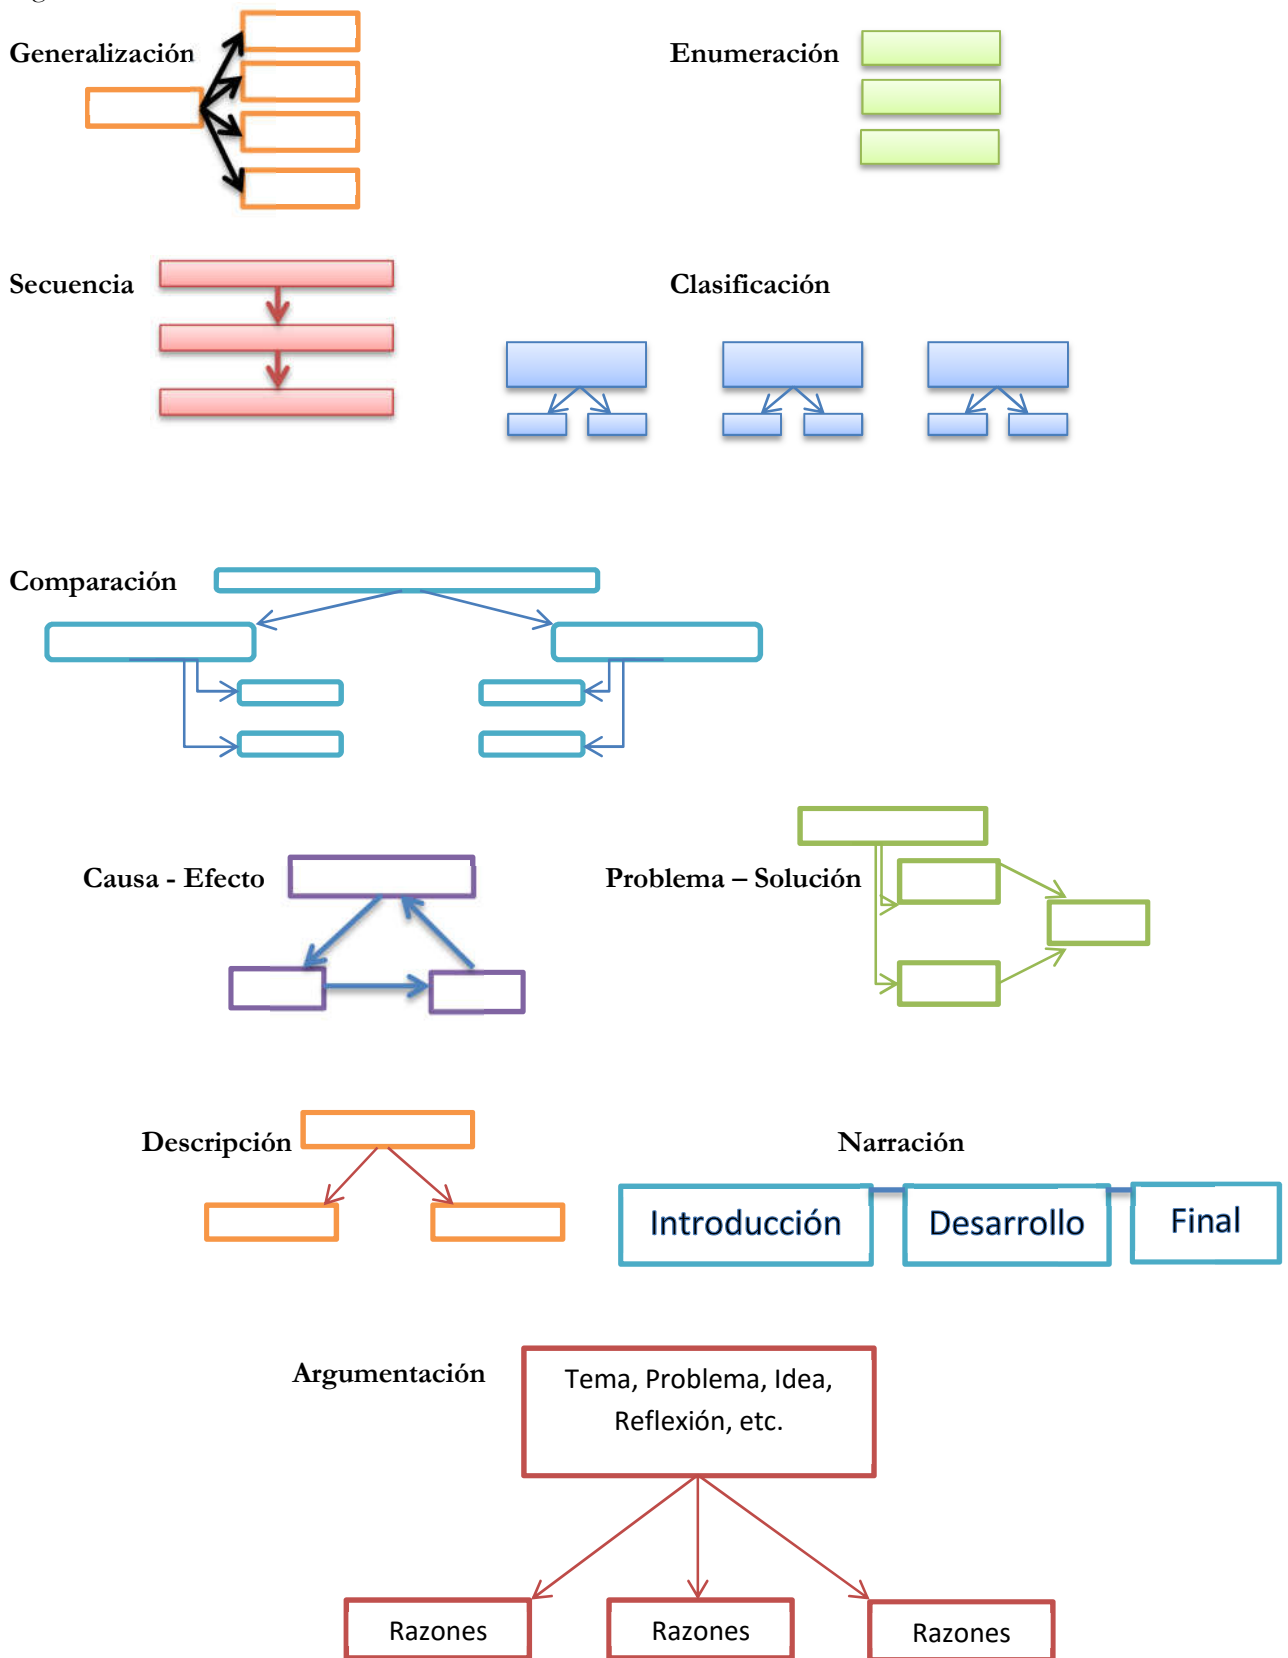 Generalización
Enumeración
Secuencia
Clasificación
Comparación
Causa - Efecto
Problema – Solución
Descripción
Narración
Introducción
Desarrollo
Final
Argumentación
Tema, Problema, Idea,
Reflexión, etc.
Razones
Razones
Razones